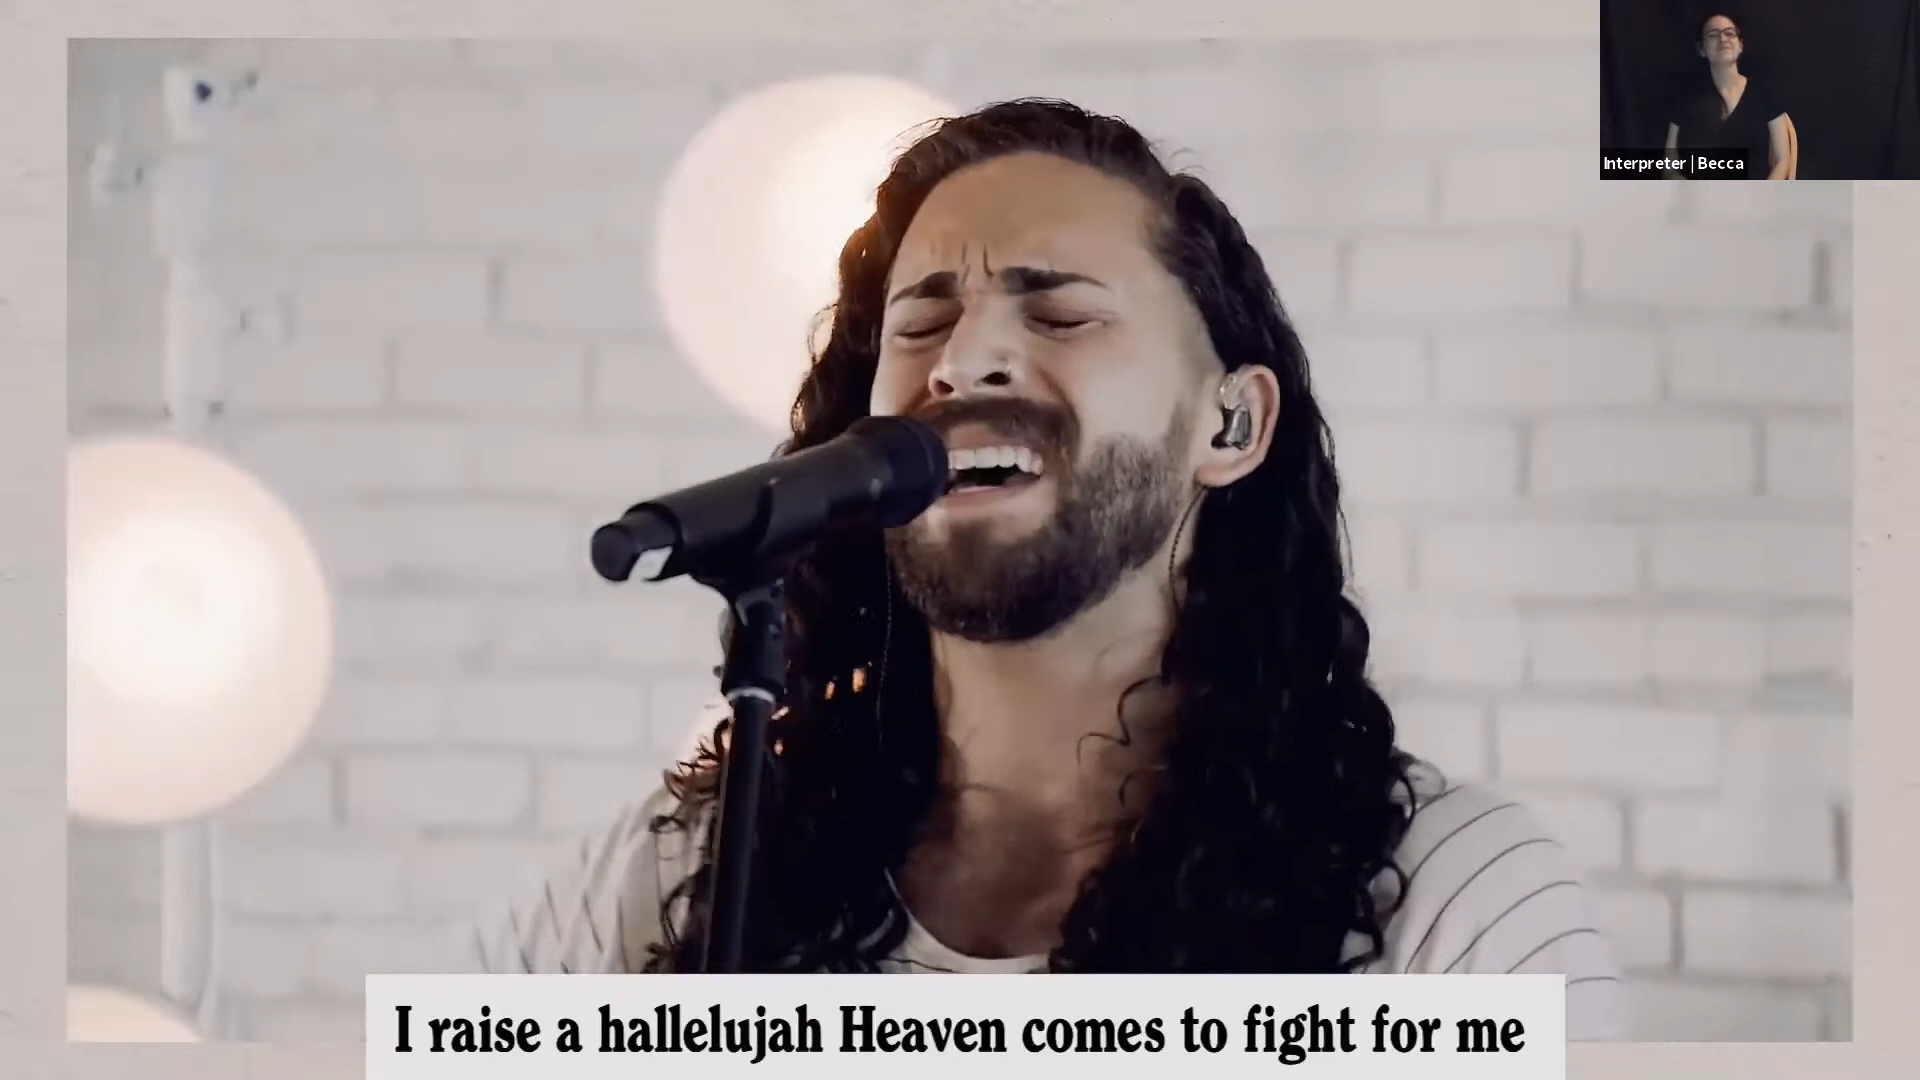 Interpreter | Becca
I raise a hallelujah Heaven comes to fight for me